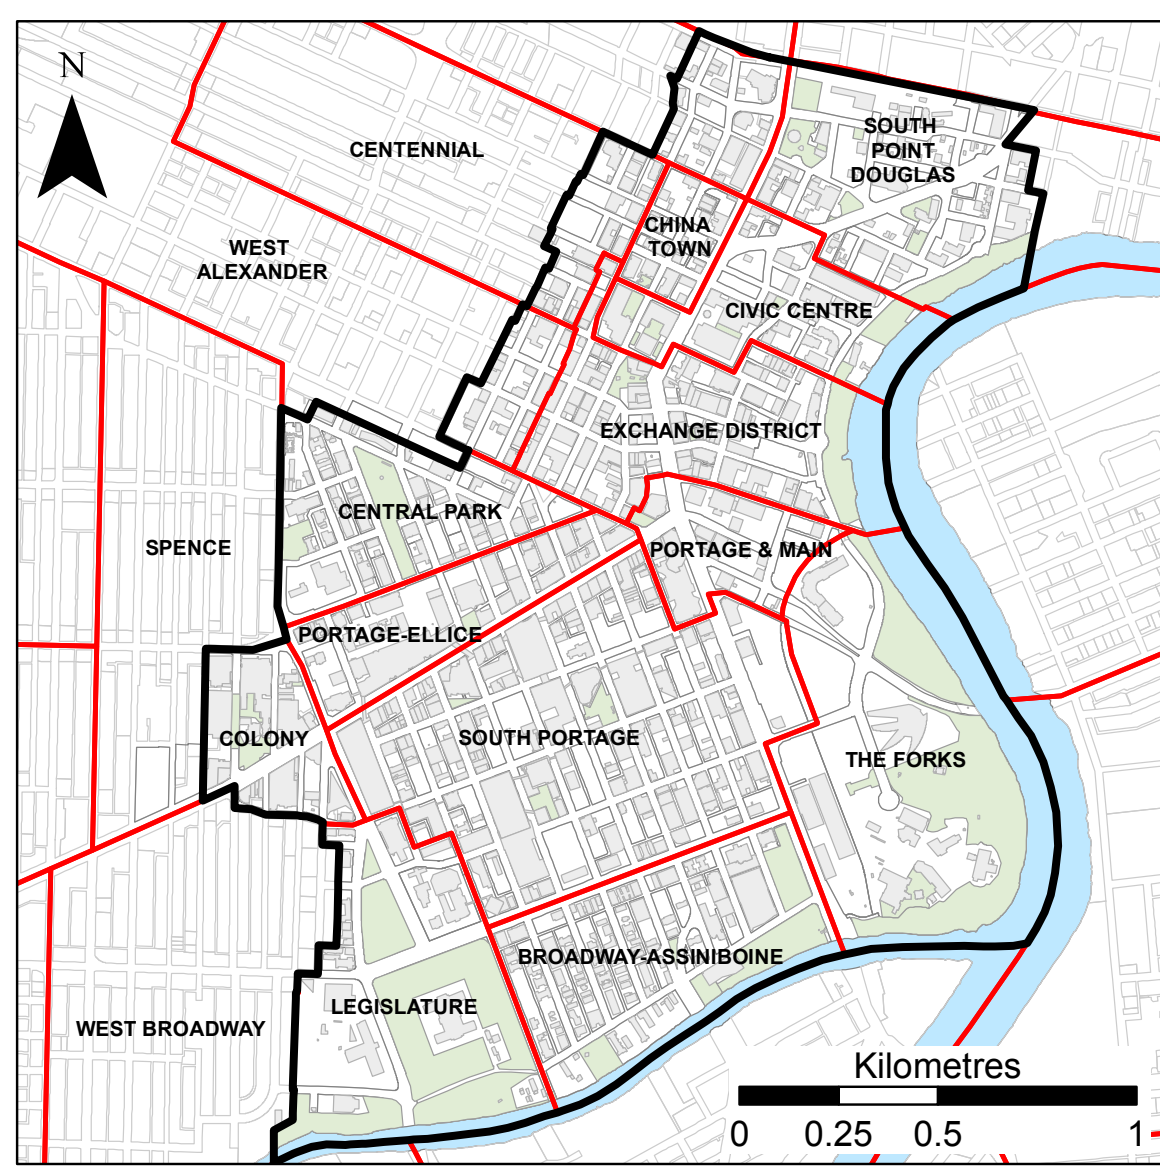 N
CENTENNIAL
SOUTH
POINT
DOUGLAS
CHINA
TOWN
WEST
ALEXANDER
CIVIC CENTRE
EXCHANGE DISTRICT
CENTRAL PARK
SPENCE
PORTAGE & MAIN
PORTAGE-ELLICE
COLONY
SOUTH PORTAGE
THE FORKS
BROADWAY-ASSINIBOINE
LEGISLATURE
WEST BROADWAY
Kilometres
0 0.25 0.5 1